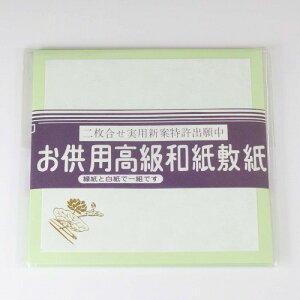 二枚合せ実用新案特許出願中
お供用高級和紙敷紙
緑紙と白紙で一組です